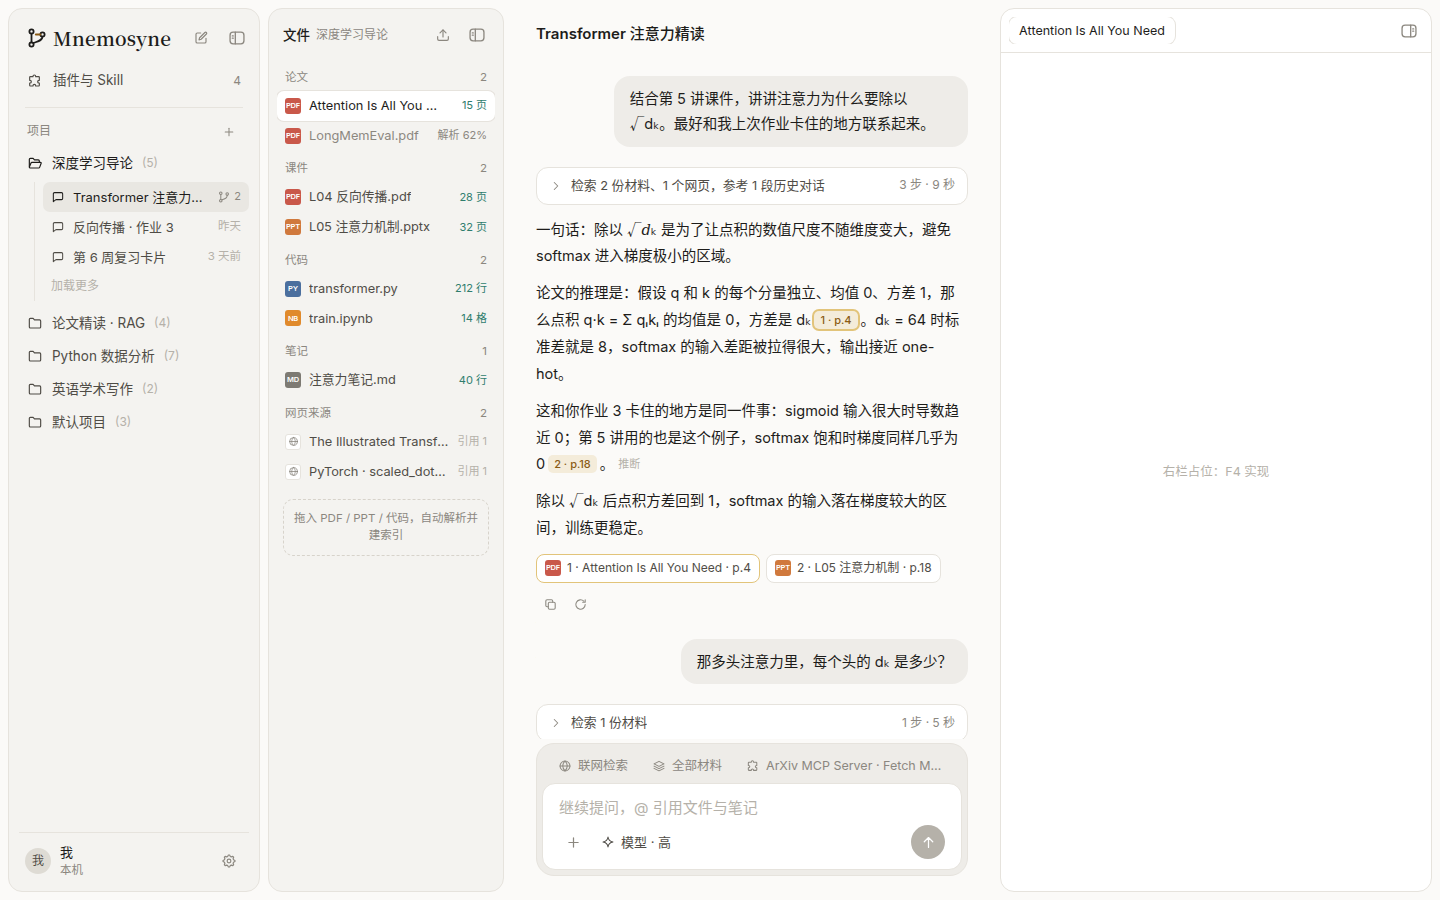 Mnemosyne
插件与 Skill 4
项目
深度学习导论 (5)
Transformer 注意力... 2
反向传播 · 作业 3 昨天
第 6 周复习卡片 3 天前
加载更多
论文精读 · RAG (4)
Python 数据分析 (7)
英语学术写作 (2)
默认项目 (3)
我 我
本机
文件 深度学习导论
论文 2
PDF Attention Is All You ... 15 页
PDF LongMemEval.pdf 解析 62%
课件 2
PDF L04 反向传播.pdf 28 页
PPT L05 注意力机制.pptx 32 页
代码 2
PY transformer.py 212 行
NB train.ipynb 14 格
笔记 1
MD 注意力笔记.md 40 行
网页来源 2
The Illustrated Transf... 引用 1
PyTorch · scaled_dot... 引用 1
拖入 PDF / PPT / 代码，自动解析并
建索引
Transformer 注意力精读
结合第 5 讲课件，讲讲注意力为什么要除以
√dₖ。最好和我上次作业卡住的地方联系起来。
检索 2 份材料、1 个网页，参考 1 段历史对话 3 步 · 9 秒
一句话：除以 √dₖ 是为了让点积的数值尺度不随维度变大，避免
softmax 进入梯度极小的区域。
论文的推理是：假设 q 和 k 的每个分量独立、均值 0、方差 1，那
么点积 q·k = Σ qᵢkᵢ 的均值是 0，方差是 dₖ 1 · p.4 。dₖ = 64 时标
准差就是 8，softmax 的输入差距被拉得很大，输出接近 one-
hot。
这和你作业 3 卡住的地方是同一件事：sigmoid 输入很大时导数趋
近 0；第 5 讲用的也是这个例子，softmax 饱和时梯度同样几乎为
0 2 · p.18 。 推断
除以 √dₖ 后点积方差回到 1，softmax 的输入落在梯度较大的区
间，训练更稳定。
PDF 1 · Attention Is All You Need · p.4 PPT 2 · L05 注意力机制 · p.18
那多头注意力里，每个头的 dₖ 是多少？
检索 1 份材料 1 步 · 5 秒
联网检索 全部材料 ArXiv MCP Server · Fetch M...
继续提问，@ 引用文件与笔记
模型 · 高
Attention Is All You Need
右栏占位：F4 实现